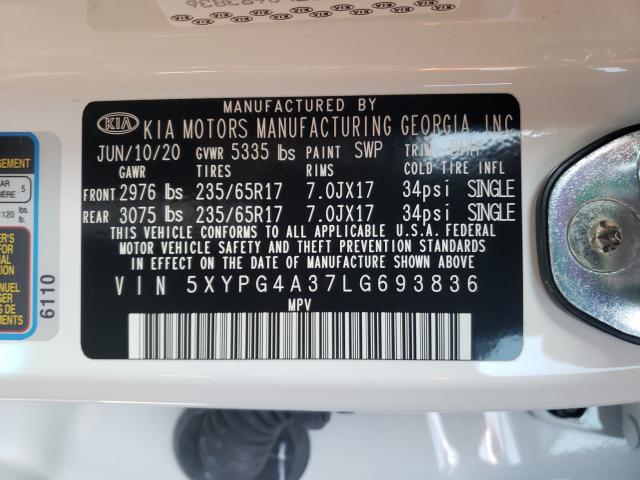 MANUFACTURED BY
KIA KIA MOTORS MANUFACTURING GEORGIA, INC
JUN/10/20 GVWR 5335 lbs PAINT SWP TRIM
GAWR TIRES RIMS COLD TIRE INFL
FRONT 2976 lbs 235/65R17 7.0JX17 34psi SINGLE
REAR 3075 lbs 235/65R17 7.0JX17 34psi SINGLE
THIS VEHICLE CONFORMS TO ALL APPLICABLE U.S.A. FEDERAL
MOTOR VEHICLE SAFETY AND THEFT PREVENTION STANDARDS
IN EFFECT ON THE DATE OF MANUFACTURE SHOWN ABOVE
VIN 5XYPG4A37LG693836
MPV
6110